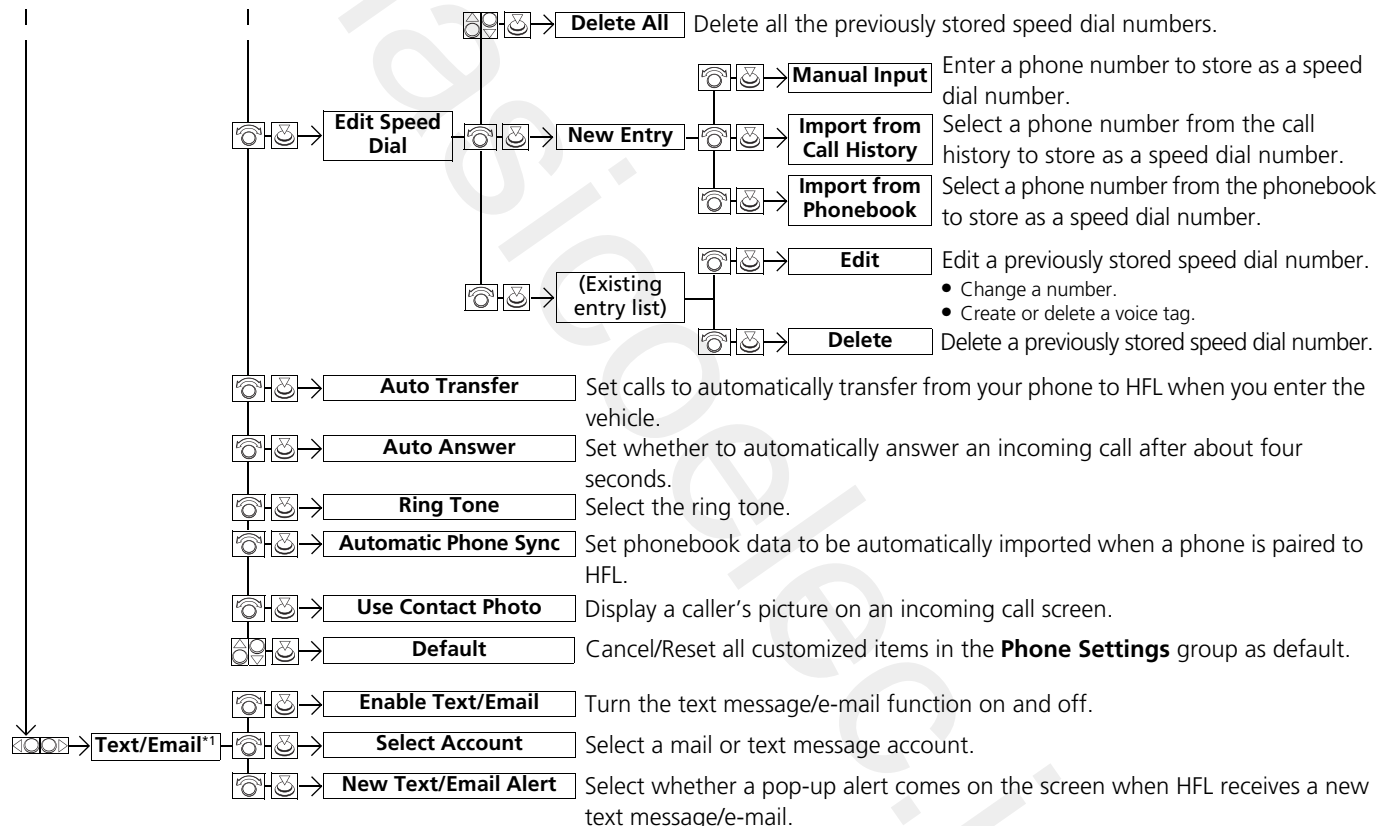 Delete All Delete all the previously stored speed dial numbers.
Manual Input Enter a phone number to store as a speed
dial number.
Edit Speed
Dial
New Entry
Import from
Call History
Select a phone number from the call
history to store as a speed dial number.
Import from
Phonebook
Select a phone number from the phonebook
to store as a speed dial number.
(Existing
entry list)
Edit Edit a previously stored speed dial number.
• Change a number.
• Create or delete a voice tag.
Delete Delete a previously stored speed dial number.
Auto Transfer Set calls to automatically transfer from your phone to HFL when you enter the
vehicle.
Auto Answer Set whether to automatically answer an incoming call after about four
seconds.
Ring Tone Select the ring tone.
Automatic Phone Sync Set phonebook data to be automatically imported when a phone is paired to
HFL.
Use Contact Photo Display a caller's picture on an incoming call screen.
Default Cancel/Reset all customized items in the Phone Settings group as default.
Enable Text/Email Turn the text message/e-mail function on and off.
Text/Email*1 Select Account Select a mail or text message account.
New Text/Email Alert Select whether a pop-up alert comes on the screen when HFL receives a new
text message/e-mail.